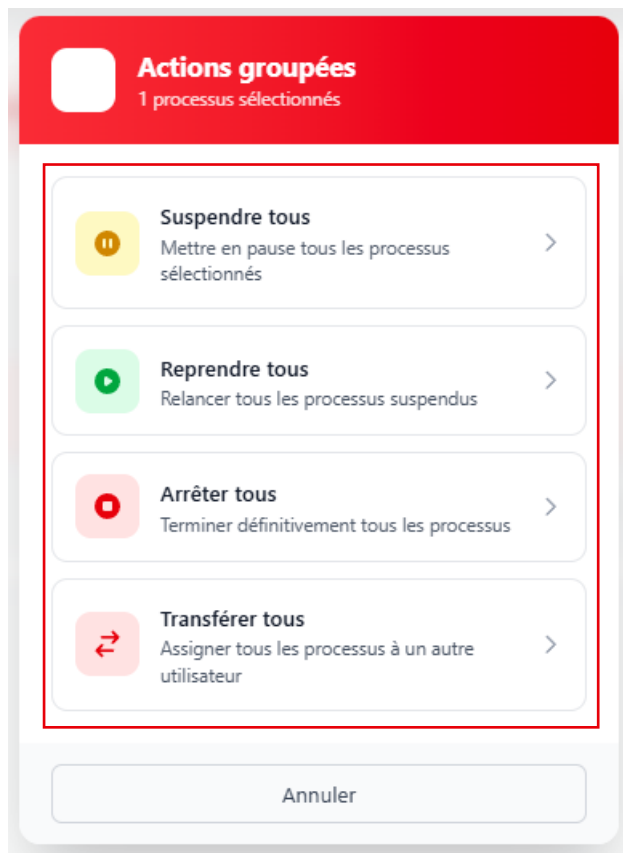 Actions groupées
1 processus sélectionnés
Suspendre tous
Mettre en pause tous les processus
sélectionnés
Reprendre tous
Relancer tous les processus suspendus
Arrêter tous
Terminer définitivement tous les processus
Transférer tous
Assigner tous les processus à un autre
utilisateur
Annuler